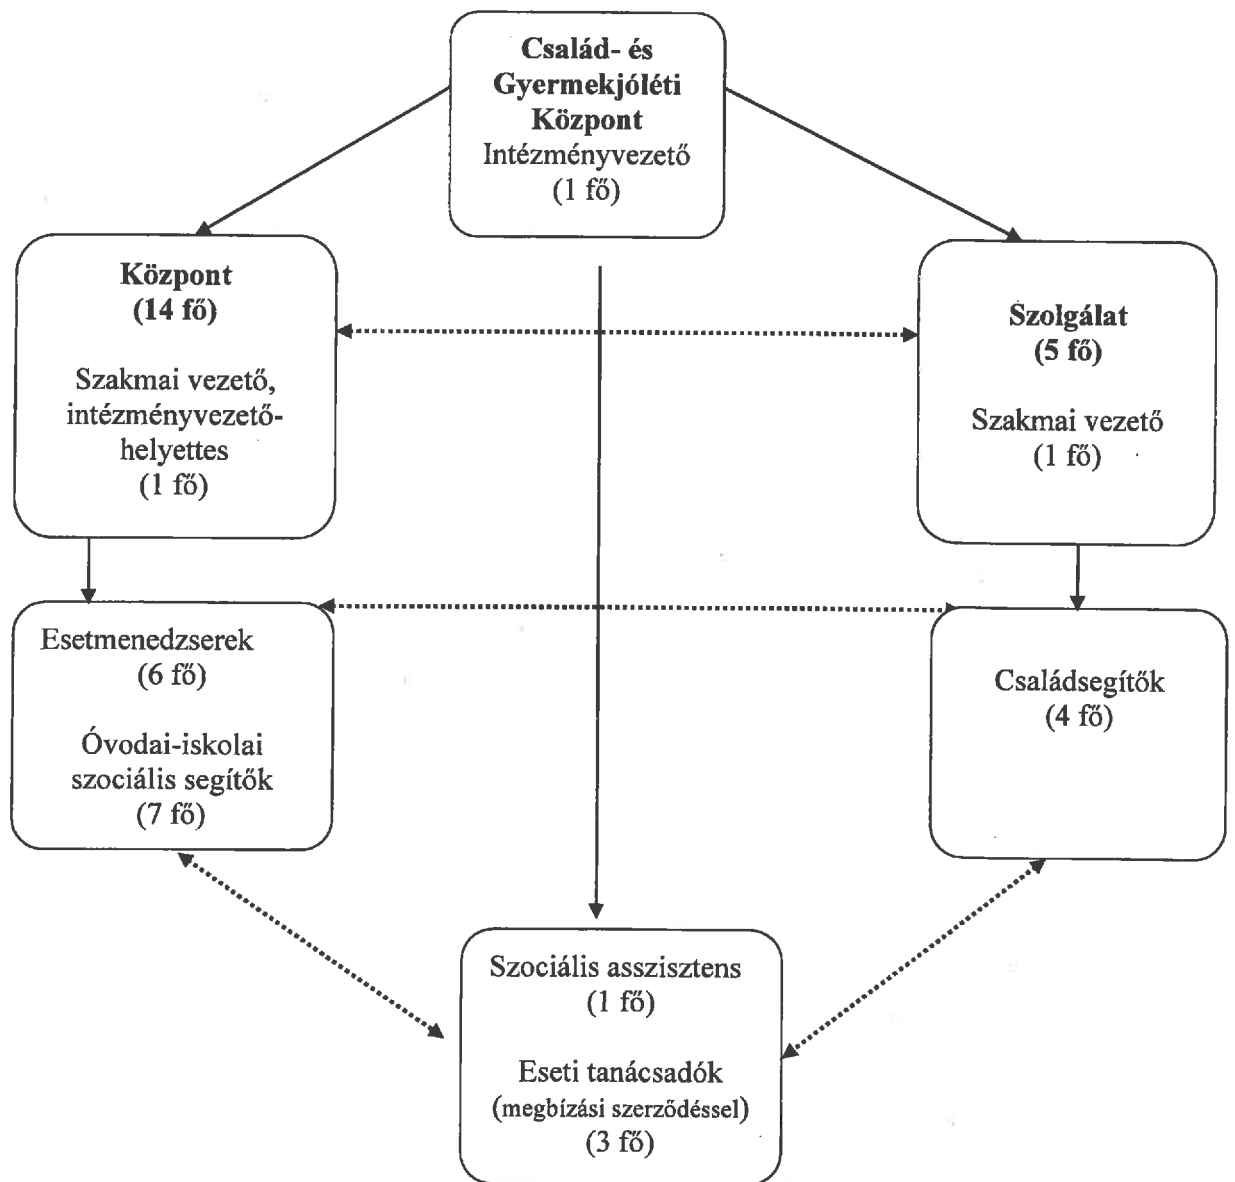 Család- és
Gyermekjóléti
Központ
Intézményvezető
(1 fő)
Központ
(14 fő)
Szakmai vezető,
intézményvezető-
helyettes
(1 fő)
Szolgálat
(5 fő)
Szakmai vezető
(1 fő)
Esetmenedzserek
(6 fő)
Óvodai-iskolai
szociális segítők
(7 fő)
Családsegítők
(4 fő)
Szociális asszisztens
(1 fő)
Eseti tanácsadók
(megbízási szerződéssel)
(3 fő)